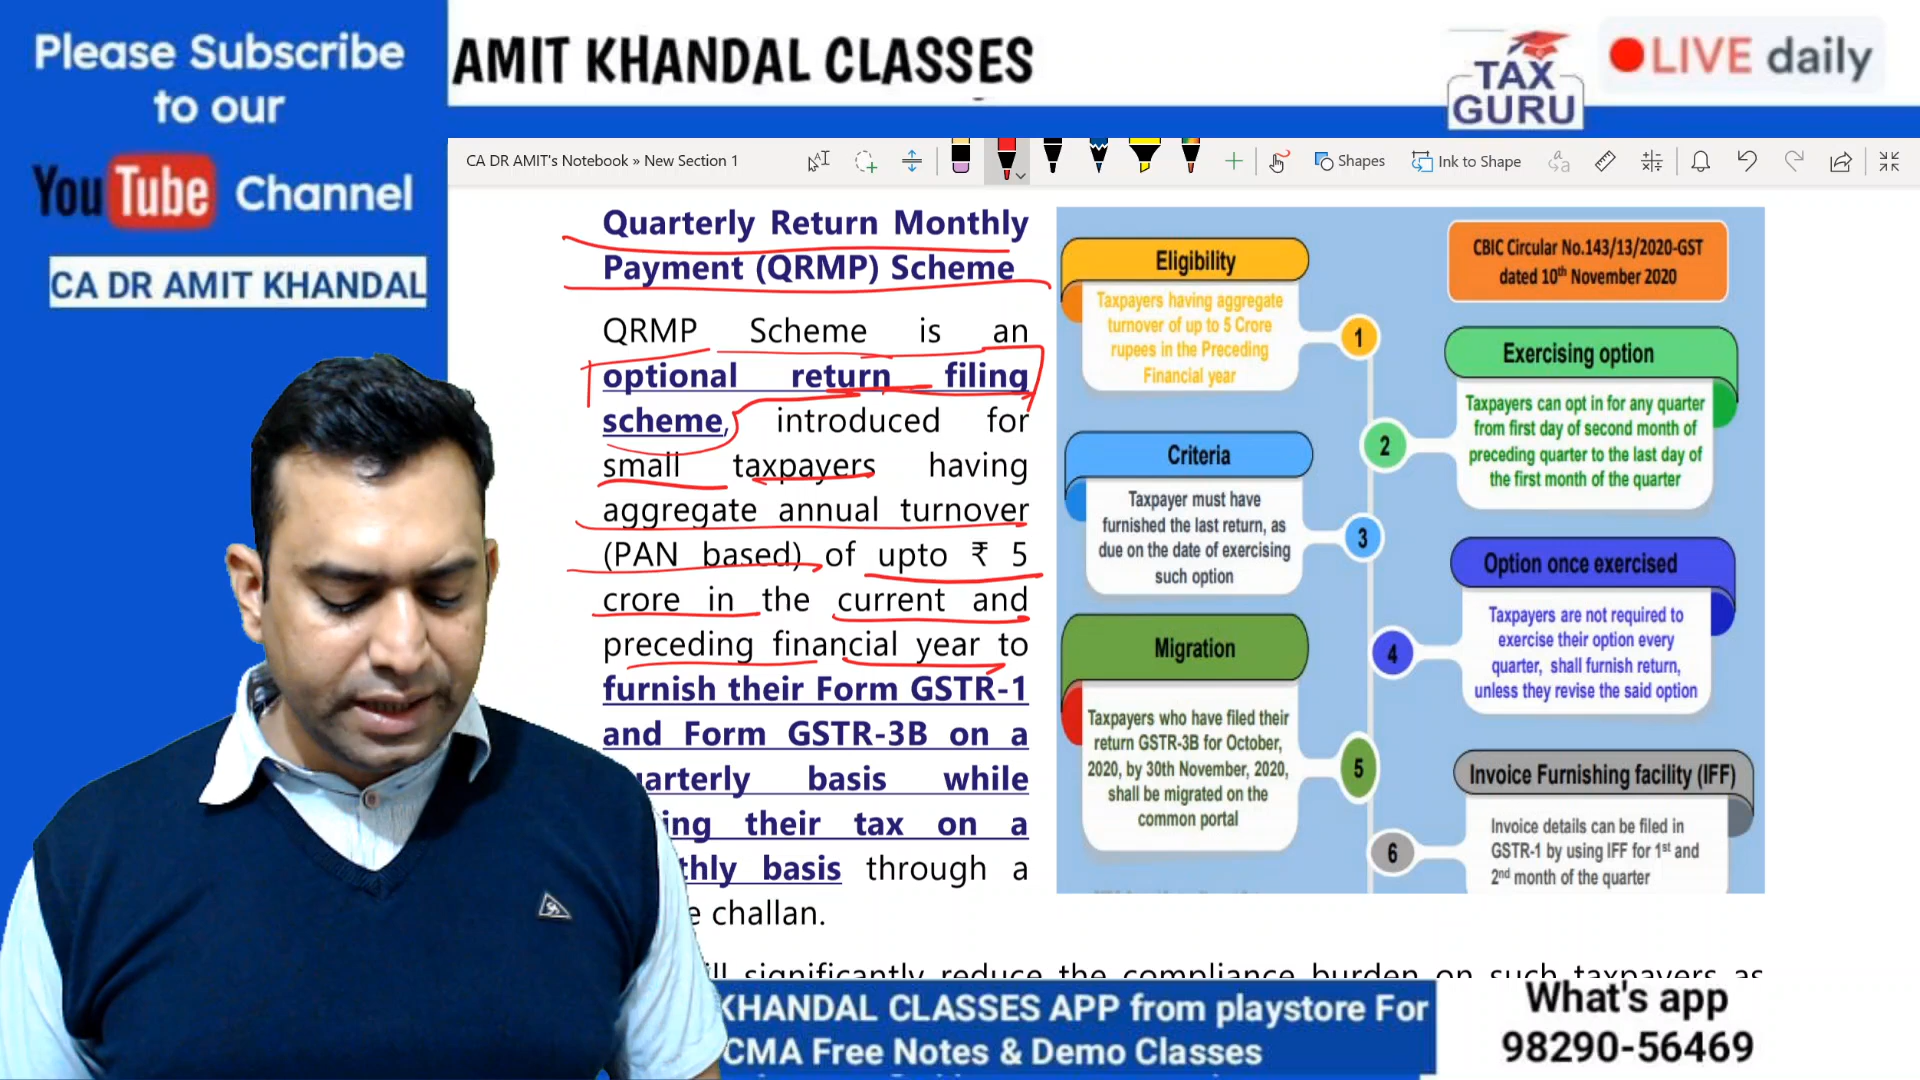 Please Subscribe
to our
YouTube Channel
CA DR AMIT KHANDAL
AMIT KHANDAL CLASSES
TAX
GURU
LIVE daily
CA DR AMIT's Notebook » New Section 1
Shapes
Ink to Shape
Quarterly Return Monthly
Payment (QRMP) Scheme
QRMP Scheme is an
optional return filing
scheme, introduced for
small taxpayers having
aggregate annual turnover
(PAN based) of upto ₹ 5
crore in the current and
preceding financial year to
furnish their Form GSTR-1
and Form GSTR-3B on a
basis while
their tax on a
basis through a
challan.
significantly reduce the compliance burden on such taxpayers as
Eligibility
Taxpayers having aggregate
turnover of up to 5 Crore
rupees in the Preceding
Financial year
1
CBIC Circular No.143/13/2020-GST
dated 10th November 2020
Exercising option
Taxpayers can opt in for any quarter
from first day of second month of
preceding quarter to the last day of
the first month of the quarter
2
Criteria
Taxpayer must have
furnished the last return, as
due on the date of exercising
such option
3
Option once exercised
Taxpayers are not required to
exercise their option every
quarter, shall furnish return,
unless they revise the said option
4
Migration
Taxpayers who have filed their
return GSTR-3B for October,
2020, by 30th November, 2020,
shall be migrated on the
common portal
5
Invoice Furnishing facility (IFF)
Invoice details can be filed in
GSTR-1 by using IFF for 1st and
2nd month of the quarter
6
KHANDAL CLASSES APP from playstore For
CMA Free Notes & Demo Classes
What's app
98290-56469